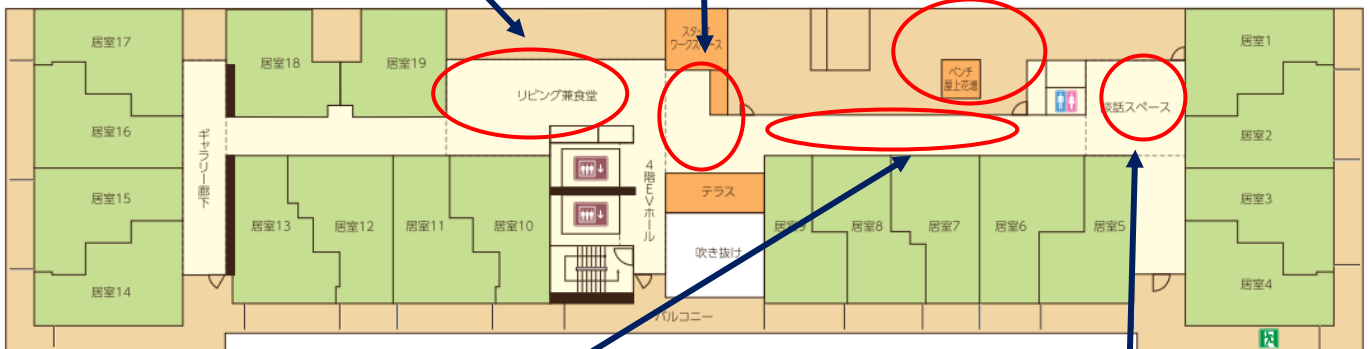 居室17
居室18
居室19
居室16
居室15
居室14
ギャラリー廊下
居室13
居室12
居室11
居室10
リビング兼食堂
4階EVホール
スタッフ
ワークスペース
テラス
吹き抜け
ベンチ
屋上花壇
談話スペース
居室9
居室8
居室7
居室6
居室5
居室1
居室2
居室3
居室4
バルコニー